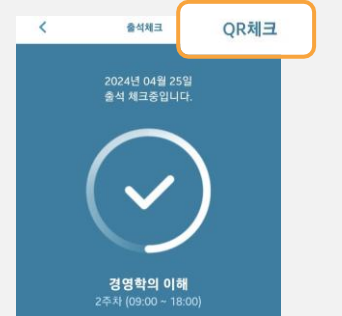 출석체크
QR체크
2024년 04월 25일
출석 체크중입니다.
경영학의 이해
2주차 (09:00 ~ 18:00)